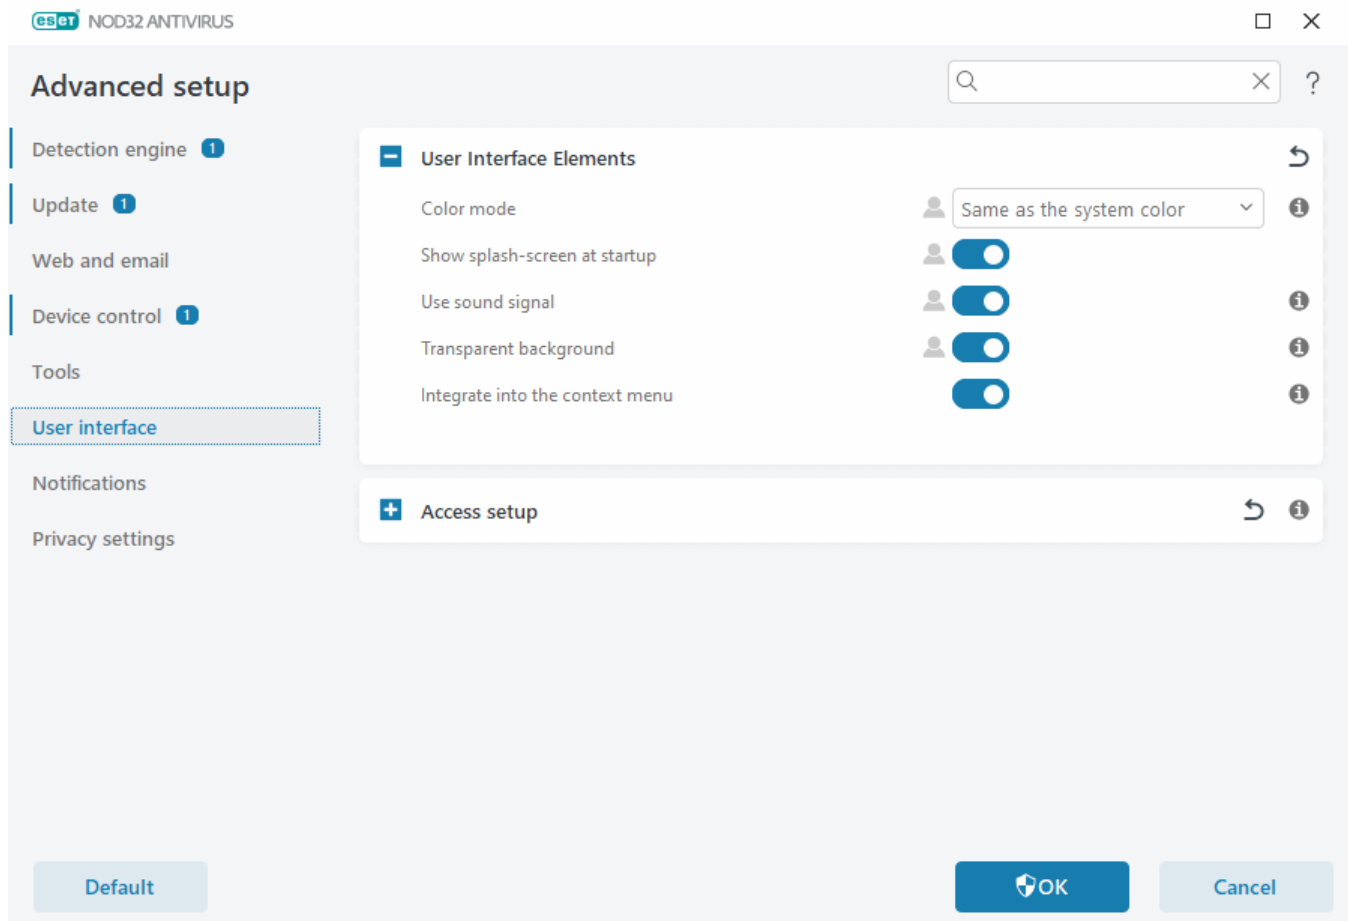 eset NOD32 ANTIVIRUS
Advanced setup
?
Detection engine 1
Update 1
Web and email
Device control 1
Tools
User interface
Notifications
Privacy settings
User Interface Elements
Color mode Same as the system color
Show splash-screen at startup
Use sound signal
Transparent background
Integrate into the context menu
Access setup
Default
OK
Cancel